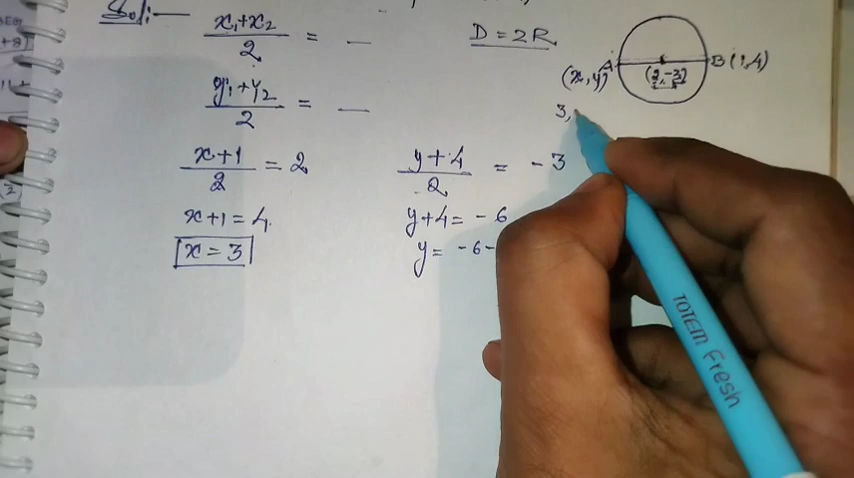 Sol:—
x₁+x₂/2 = —
D = 2R
y₁+y₂/2 = —
A B (1,4)
(x, y) (2,-3)
3,
x+1/2 = 2
y+4/2 = -3
x+1 = 4
y+4 = -6
x = 3
y = -6-
TOTEM Fresh